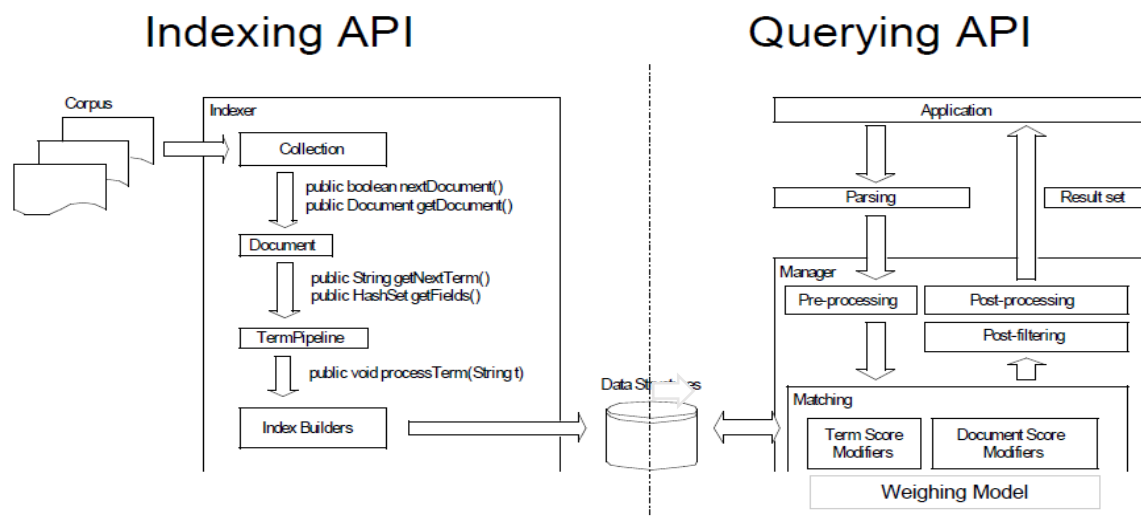 Indexing API
Querying API
Corpus
Indexer
Collection
public boolean nextDocument()
public Document getDocument()
Document
public String getNextTerm()
public HashSet getFields()
TermPipeline
public void processTerm(String t)
Index Builders
Data Structures
Application
Parsing
Result set
Manager
Pre-processing
Post-processing
Post-filtering
Matching
Term Score
Modifiers
Document Score
Modifiers
Weighing Model